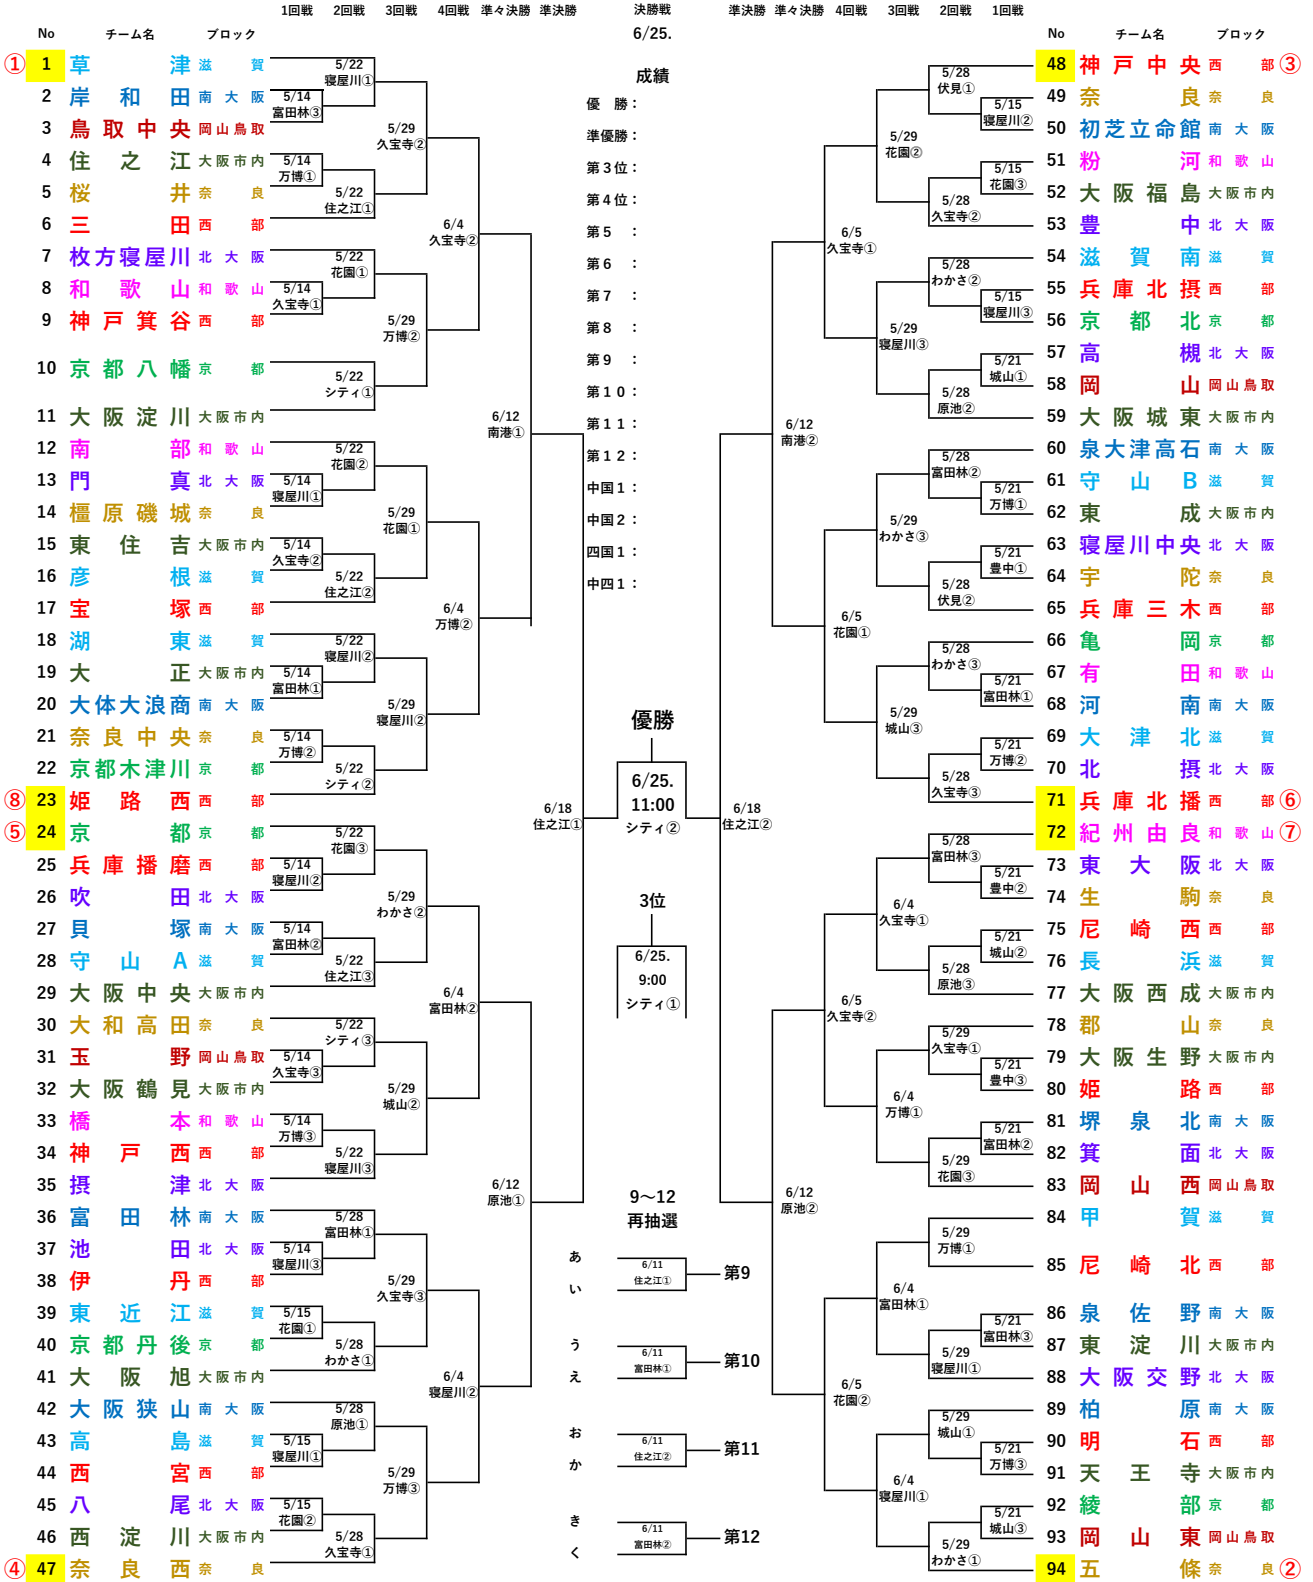 1回戦 2回戦 3回戦 4回戦 準々決勝 準決勝 決勝戦 準決勝 準々決勝 4回戦 3回戦 2回戦 1回戦
6/25.
No チーム名 ブロック
① 1 草津 滋賀
2 岸和田 南大阪
3 鳥取中央 岡山鳥取
4 住之江 大阪市内
5 桜井 奈良
6 三田 西部
7 枚方寝屋川 北大阪
8 和歌山 和歌山
9 神戸箕谷 西部
10 京都八幡 京都
11 大阪淀川 大阪市内
12 南部 和歌山
13 門真 北大阪
14 橿原磯城 奈良
15 東住吉 大阪市内
16 彦根 滋賀
17 宝塚 西部
18 湖東 滋賀
19 大正 大阪市内
20 大体大浪商 南大阪
21 奈良中央 奈良
22 京都木津川 京都
⑧ 23 姫路西 西部
⑤ 24 京都 京都
25 兵庫播磨 西部
26 吹田 北大阪
27 貝塚 南大阪
28 守山A 滋賀
29 大阪中央 大阪市内
30 大和高田 奈良
31 玉野 岡山鳥取
32 大阪鶴見 大阪市内
33 橋本 和歌山
34 神戸西 西部
35 摂津 北大阪
36 富田林 南大阪
37 池田 北大阪
38 伊丹 西部
39 東近江 滋賀
40 京都丹後 京都
41 大阪旭 大阪市内
42 大阪狭山 南大阪
43 高島 滋賀
44 西宮 西部
45 八尾 北大阪
46 西淀川 大阪市内
④ 47 奈良西 奈良
5/14
富田林③
5/14
万博①
5/14
久宝寺①
5/14
寝屋川①
5/14
久宝寺②
5/14
富田林①
5/14
万博②
5/14
寝屋川②
5/14
富田林②
5/14
久宝寺③
5/14
万博③
5/14
寝屋川③
5/15
花園①
5/15
寝屋川①
5/15
花園②
5/22
寝屋川①
5/22
住之江①
5/22
花園①
5/22
シティ①
5/22
花園②
5/22
住之江②
5/22
寝屋川②
5/22
シティ②
5/22
花園③
5/22
住之江③
5/22
シティ③
5/22
寝屋川③
5/28
富田林①
5/28
わかさ①
5/28
原池①
5/28
久宝寺①
5/29
久宝寺②
5/29
万博②
5/29
花園①
5/29
寝屋川②
5/29
わかさ②
5/29
城山②
5/29
久宝寺③
5/29
万博③
6/4
久宝寺②
6/4
万博②
6/4
富田林②
6/4
寝屋川②
6/12
南港①
6/12
原池①
6/18
住之江①
成績
優勝：
準優勝：
第３位：
第４位：
第５：
第６：
第７：
第８：
第９：
第１０：
第１１：
第１２：
中国１：
中国２：
四国１：
中四１：
優勝
6/25.
11:00
シティ②
3位
6/25.
9:00
シティ①
9～12
再抽選
あ
い
6/11
住之江①
第9
う
え
6/11
富田林①
第10
お
か
6/11
住之江②
第11
き
く
6/11
富田林②
第12
6/18
住之江②
6/12
南港②
6/12
原池②
6/5
久宝寺①
6/5
花園①
6/5
久宝寺②
6/5
花園②
5/29
花園②
5/29
寝屋川③
5/29
わかさ③
5/29
城山③
6/4
久宝寺①
6/4
万博①
6/4
富田林①
6/4
寝屋川①
5/28
伏見①
5/28
久宝寺②
5/28
わかさ②
5/28
原池②
5/28
富田林②
5/28
伏見②
5/28
わかさ③
5/28
久宝寺③
5/28
富田林③
5/28
原池③
5/29
久宝寺①
5/29
花園③
5/29
万博①
5/29
寝屋川①
5/29
城山①
5/29
わかさ①
5/15
寝屋川②
5/15
花園③
5/15
寝屋川③
5/21
城山①
5/21
万博①
5/21
豊中①
5/21
富田林①
5/21
万博②
5/21
豊中②
5/21
城山②
5/21
豊中③
5/21
富田林②
5/21
富田林③
5/21
万博③
5/21
城山③
No チーム名 ブロック
48 神戸中央 西部 ③
49 奈良 奈良
50 初芝立命館 南大阪
51 粉河 和歌山
52 大阪福島 大阪市内
53 豊中 北大阪
54 滋賀南 滋賀
55 兵庫北摂 西部
56 京都北 京都
57 高槻 北大阪
58 岡山 岡山鳥取
59 大阪城東 大阪市内
60 泉大津高石 南大阪
61 守山B 滋賀
62 東成 大阪市内
63 寝屋川中央 北大阪
64 宇陀 奈良
65 兵庫三木 西部
66 亀岡 京都
67 有田 和歌山
68 河南 南大阪
69 大津北 滋賀
70 北摂 北大阪
71 兵庫北播 西部 ⑥
72 紀州由良 和歌山 ⑦
73 東大阪 北大阪
74 生駒 奈良
75 尼崎西 西部
76 長浜 滋賀
77 大阪西成 大阪市内
78 郡山 奈良
79 大阪生野 大阪市内
80 姫路 西部
81 堺泉北 南大阪
82 箕面 北大阪
83 岡山西 岡山鳥取
84 甲賀 滋賀
85 尼崎北 西部
86 泉佐野 南大阪
87 東淀川 大阪市内
88 大阪交野 北大阪
89 柏原 南大阪
90 明石 西部
91 天王寺 大阪市内
92 綾部 京都
93 岡山東 岡山鳥取
94 五條 奈良 ②